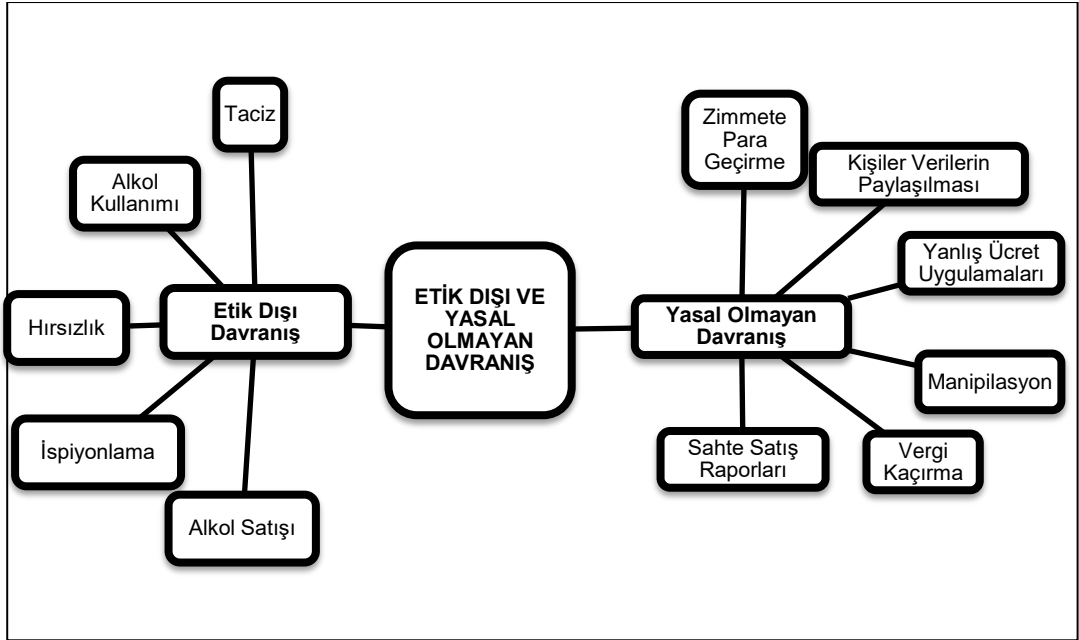 Taciz
Alkol
Kullanımı
Hırsızlık
Etik Dışı
Davranış
İspiyonlama
Alkol Satışı
ETİK DIŞI VE
YASAL
OLMAYAN
DAVRANIŞ
Zimmete
Para
Geçirme
Kişiler Verilerin
Paylaşılması
Yanlış Ücret
Uygulamaları
Yasal Olmayan
Davranış
Manipilasyon
Vergi
Kaçırma
Sahte Satış
Raporları